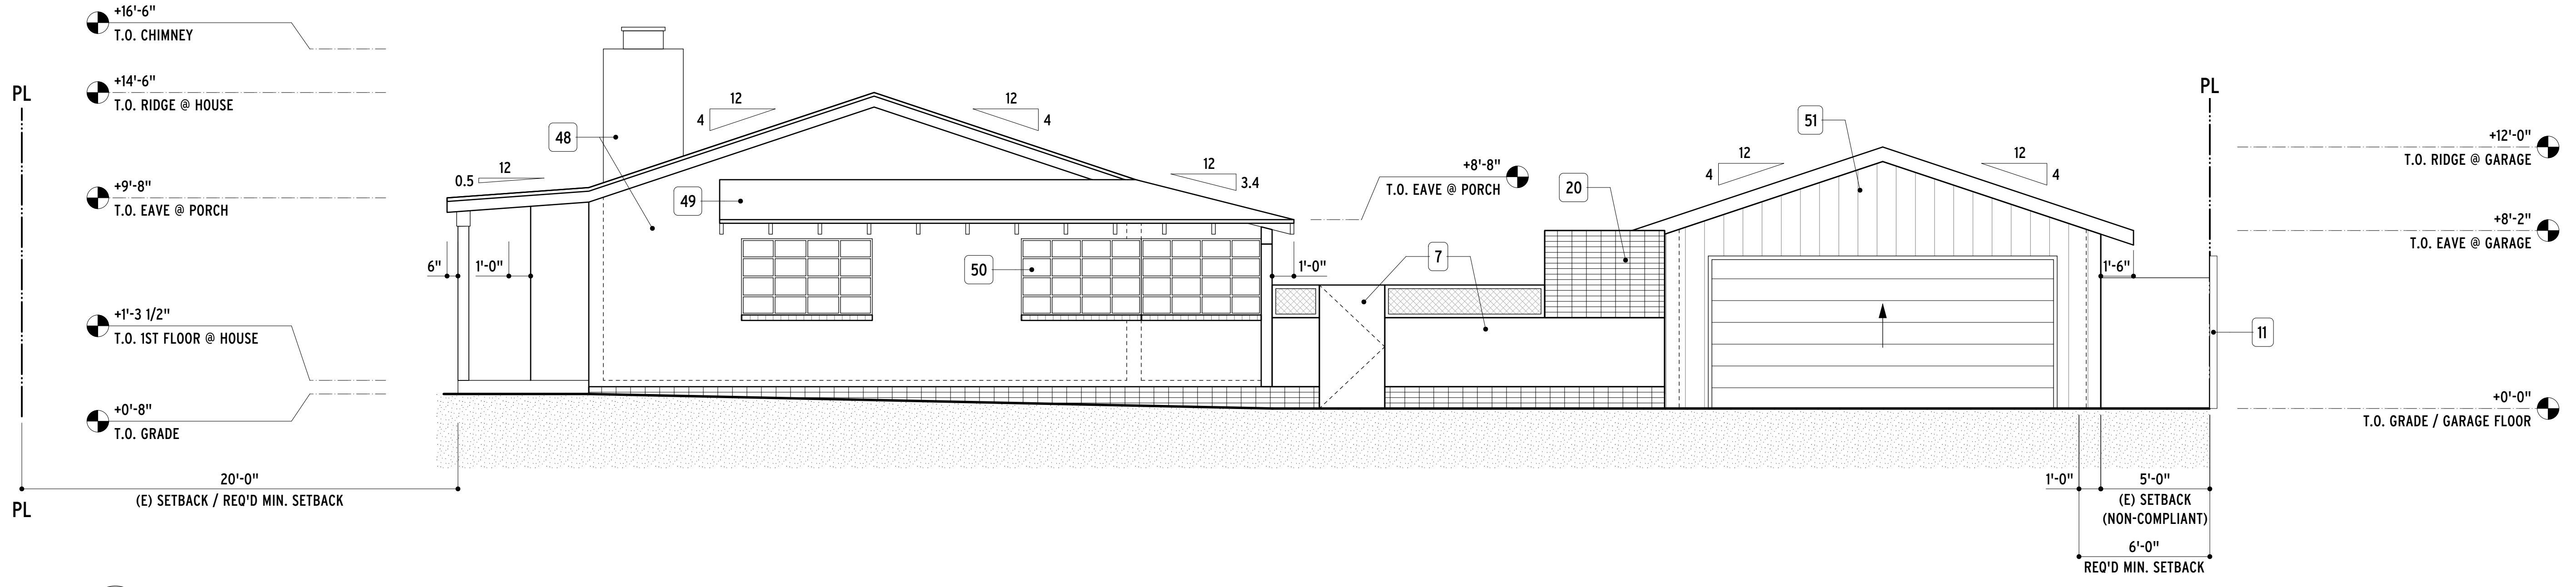 +16'-6"
T.O. CHIMNEY
+14'-6"
T.O. RIDGE @ HOUSE
PL
+9'-8"
T.O. EAVE @ PORCH
+1'-3 1/2"
T.O. 1ST FLOOR @ HOUSE
+0'-8"
T.O. GRADE
20'-0"
(E) SETBACK / REQ'D MIN. SETBACK
PL
12
0.5
6"
1'-0"
48
12
4
12
4
49
50
12
3.4
1'-0"
+8'-8"
T.O. EAVE @ PORCH
7
20
12
4
51
12
4
1'-6"
PL
11
+12'-0"
T.O. RIDGE @ GARAGE
+8'-2"
T.O. EAVE @ GARAGE
+0'-0"
T.O. GRADE / GARAGE FLOOR
1'-0"
5'-0"
(E) SETBACK
(NON-COMPLIANT)
6'-0"
REQ'D MIN. SETBACK